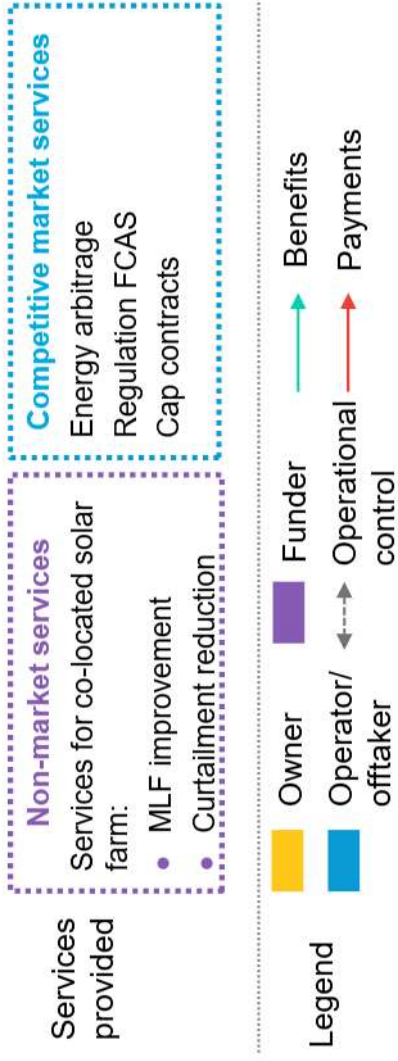 Services
provided
Non-market services
Services for co-located solar
farm:
• MLF improvement
• Curtailment reduction
Competitive market services
Energy arbitrage
Regulation FCAS
Cap contracts
Legend
Owner
Funder
Benefits
Operator/
offtaker
Operational
control
Payments